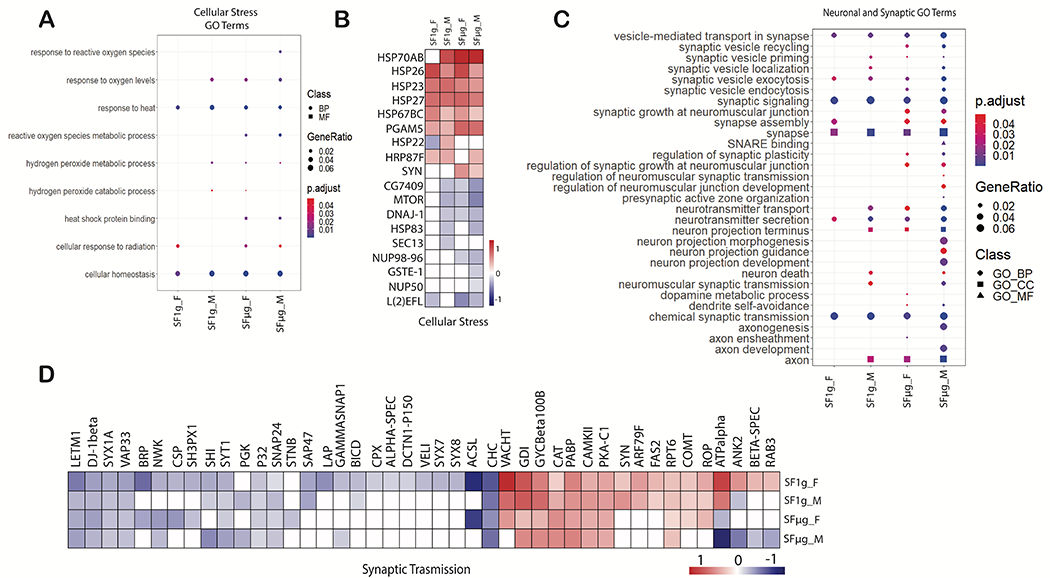 A
Cellular Stress
GO Terms
response to reactive oxygen species
response to oxygen levels
response to heat
reactive oxygen species metabolic process
hydrogen peroxide metabolic process
hydrogen peroxide catabolic process
heat shock protein binding
cellular response to radiation
cellular homeostasis
SF1g_F
SF1g_M
SFµg_F
SFµg_M
Class
BP
MF
GeneRatio
0.02
0.04
0.06
p.adjust
0.04
0.03
0.02
0.01
B
SF1g_F
SF1g_M
SFµg_F
SFµg_M
HSP70AB
HSP26
HSP23
HSP27
HSP67BC
PGAM5
HSP22
HRP87F
SYN
CG7409
MTOR
DNAJ-1
HSP83
SEC13
NUP98-96
GSTE-1
NUP50
L(2)EFL
1
0
-1
Cellular Stress
C
Neuronal and Synaptic GO Terms
vesicle-mediated transport in synapse
synaptic vesicle recycling
synaptic vesicle priming
synaptic vesicle localization
synaptic vesicle exocytosis
synaptic vesicle endocytosis
synaptic signaling
synaptic growth at neuromuscular junction
synapse assembly
synapse
SNARE binding
regulation of synaptic plasticity
regulation of synaptic growth at neuromuscular junction
regulation of neuromuscular synaptic transmission
regulation of neuromuscular junction development
presynaptic active zone organization
neurotransmitter transport
neurotransmitter secretion
neuron projection terminus
neuron projection morphogenesis
neuron projection guidance
neuron projection development
neuron death
neuromuscular synaptic transmission
dopamine metabolic process
dendrite self-avoidance
chemical synaptic transmission
axonogenesis
axon ensheathment
axon development
axon
SF1g_F
SF1g_M
SFµg_F
SFµg_M
p.adjust
0.04
0.03
0.02
0.01
GeneRatio
0.02
0.04
0.06
Class
GO_BP
GO_CC
GO_MF
D
LETM1
DJ-1beta
SYX1A
VAP33
BRP
NWK
CSP
SH3PX1
SHI
SYT1
PGK
P32
SNAP24
STNB
SAP47
LAP
GAMMASNAP1
BICD
CPX
ALPHA-SPEC
DCTN1-P150
VELI
SYX7
SYX8
ACSL
CHC
VACHT
GDI
GYCBeta100B
CAT
PABP
CAMKII
PKA-C1
SYN
ARF79F
FAS2
RPT6
COMT
ROP
ATPalpha
ANK2
BETA-SPEC
RAB3
SF1g_F
SF1g_M
SFµg_F
SFµg_M
Synaptic Trasmission
1
0
-1